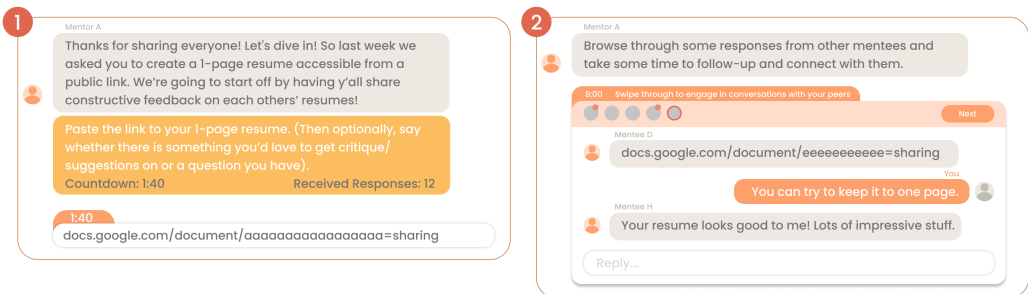 1
Mentor A
Thanks for sharing everyone! Let's dive in! So last week we
asked you to create a 1-page resume accessible from a
public link. We're going to start off by having y'all share
constructive feedback on each others' resumes!
Paste the link to your 1-page resume. (Then optionally, say
whether there is something you'd love to get critique/
suggestions on or a question you have).
Countdown: 1:40 Received Responses: 12
1:40
docs.google.com/document/aaaaaaaaaaaaaaaaa=sharing
2
Mentor A
Browse through some responses from other mentees and
take some time to follow-up and connect with them.
8:00 Swipe through to engage in conversations with your peers
Next
Mentee D
docs.google.com/document/eeeeeeeeeee=sharing
You
You can try to keep it to one page.
Mentee H
Your resume looks good to me! Lots of impressive stuff.
Reply...